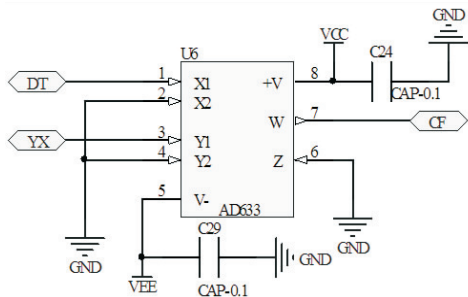 GND
U6
VCC
C24
DT
1
X1
+V
8
2
X2
CAP-0.1
W
7
CF
YX
3
Y1
4
Y2
Z
6
5
V-
AD633
C29
GND
GND
GND
VEE
CAP-0.1